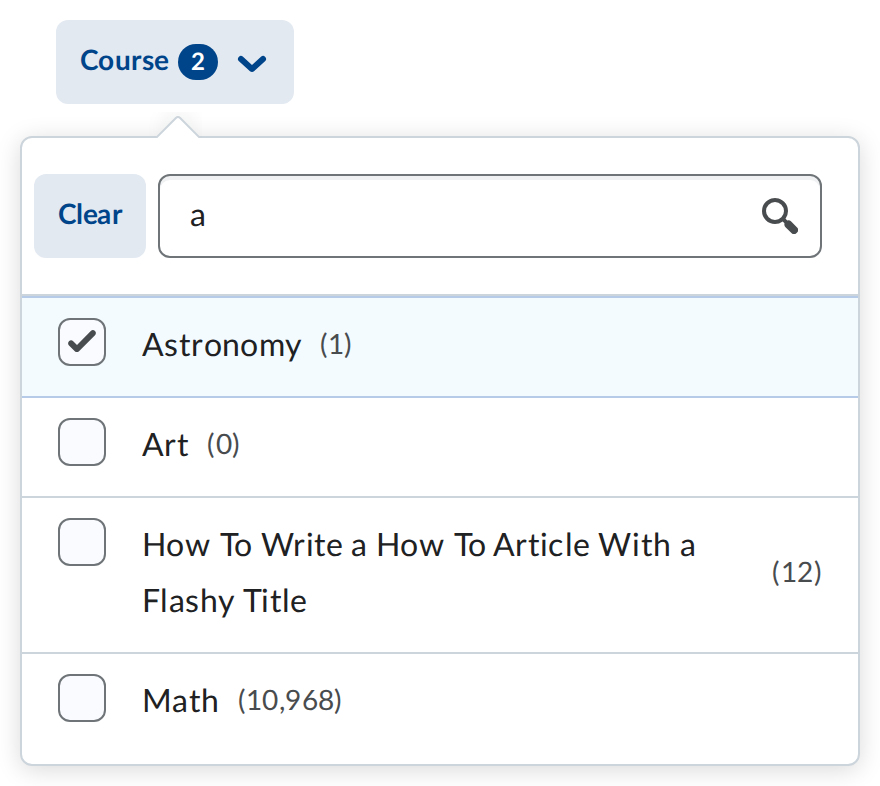 Course 2
Clear
a
Astronomy (1)
Art (0)
How To Write a How To Article With a
Flashy Title
(12)
Math (10,968)